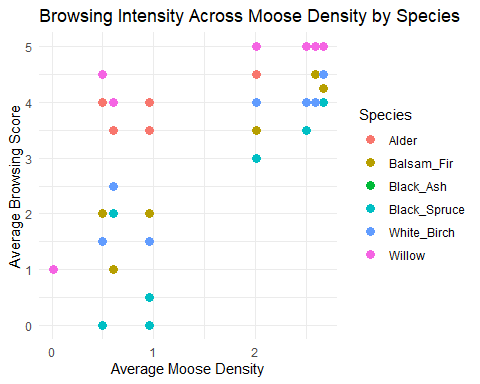 Browsing Intensity Across Moose Density by Species
5
4
3
2
1
0
Average Browsing Score
0
1
2
Average Moose Density
Species
Alder
Balsam_Fir
Black_Ash
Black_Spruce
White_Birch
Willow